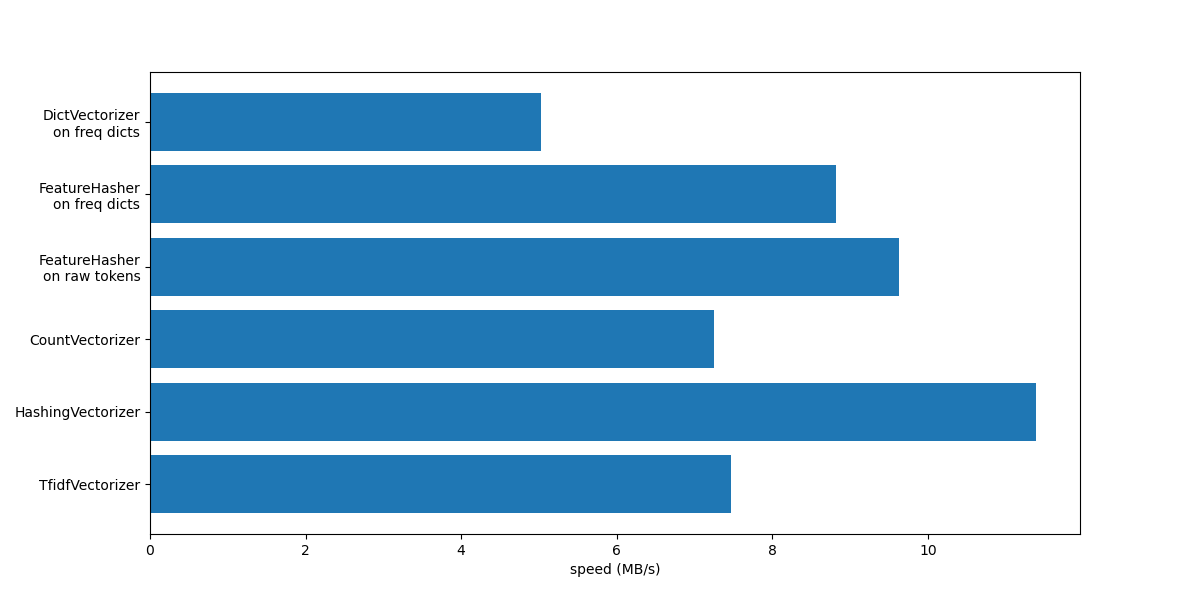 DictVectorizer
on freq dicts
FeatureHasher
on freq dicts
FeatureHasher
on raw tokens
CountVectorizer
HashingVectorizer
TfidfVectorizer
0 2 4 6 8 10
speed (MB/s)